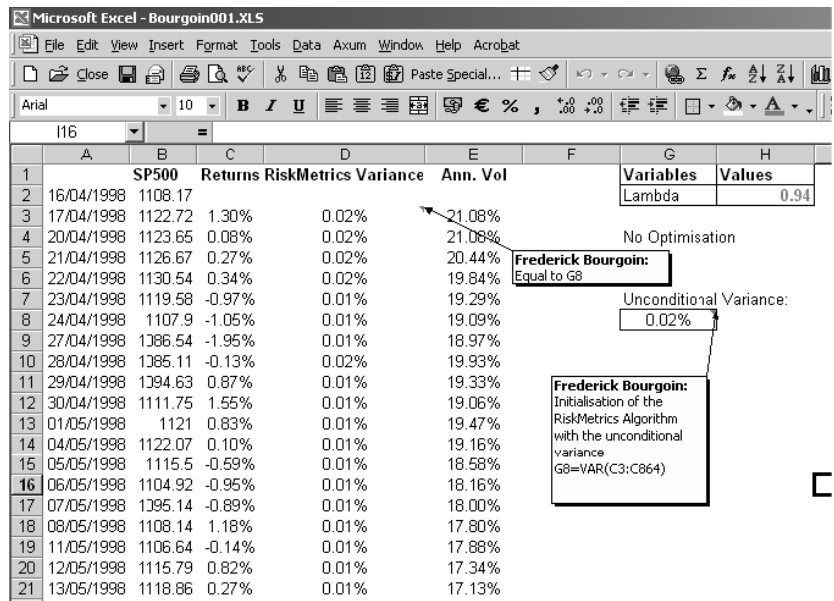 Microsoft Excel - Bourgoin001.XLS
File Edit View Insert Format Tools Data Axum Window Help Acrobat
Close ABC 12 Paste Special... Σ fx
Arial 10 B I U € % ,
I16 =
A B C D E F G H
1 SP500 Returns RiskMetrics Variance Ann. Vol Variables Values
2 16/04/1998 1108.17 Lambda 0.94
3 17/04/1998 1122.72 1.30% 0.02% 21.08%
4 20/04/1998 1123.65 0.08% 0.02% 21.08% No Optimisation
5 21/04/1998 1126.67 0.27% 0.02% 20.44% Frederick Bourgoin:
6 22/04/1998 1130.54 0.34% 0.02% 19.84% Equal to G8
7 23/04/1998 1119.58 -0.97% 0.01% 19.29% Unconditional Variance:
8 24/04/1998 1107.9 -1.05% 0.01% 19.09% 0.02%
9 27/04/1998 1086.54 -1.95% 0.01% 18.97%
10 28/04/1998 1085.11 -0.13% 0.02% 19.93%
11 29/04/1998 1094.63 0.87% 0.01% 19.33% Frederick Bourgoin:
12 30/04/1998 1111.75 1.55% 0.01% 19.06% Initialisation of the
13 01/05/1998 1121 0.83% 0.01% 19.47% RiskMetrics Algorithm
14 04/05/1998 1122.07 0.10% 0.01% 19.16% with the unconditional
variance
15 05/05/1998 1115.5 -0.59% 0.01% 18.58% G8=VAR(C3:C864)
16 06/05/1998 1104.92 -0.95% 0.01% 18.16%
17 07/05/1998 1095.14 -0.89% 0.01% 18.00%
18 08/05/1998 1108.14 1.18% 0.01% 17.80%
19 11/05/1998 1106.64 -0.14% 0.01% 17.88%
20 12/05/1998 1115.79 0.82% 0.01% 17.34%
21 13/05/1998 1118.86 0.27% 0.01% 17.13%